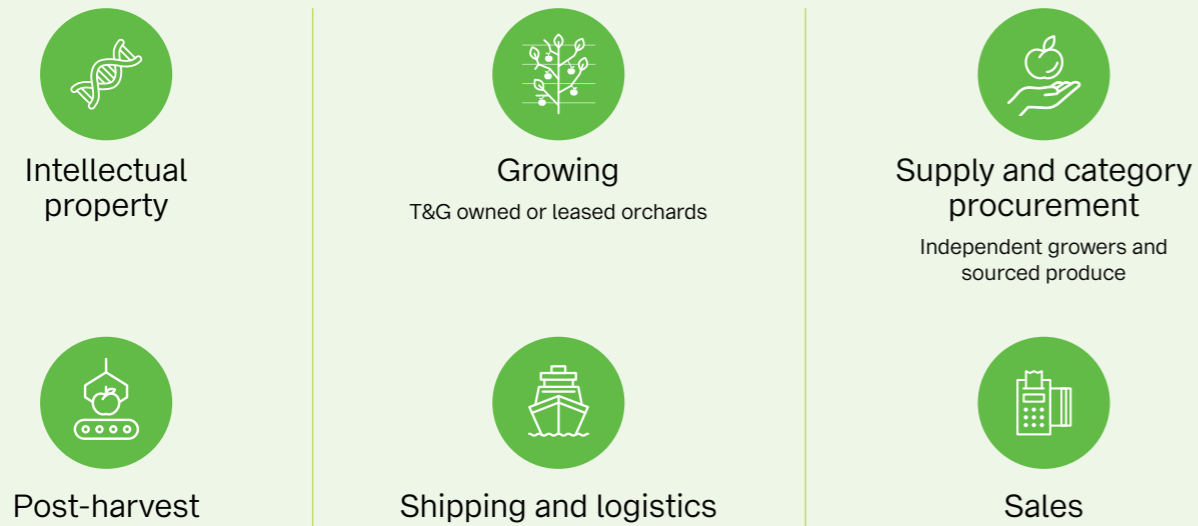 Intellectual
property
Growing
T&G owned or leased orchards
Supply and category
procurement
Independent growers and
sourced produce
Post-harvest
Shipping and logistics
Sales